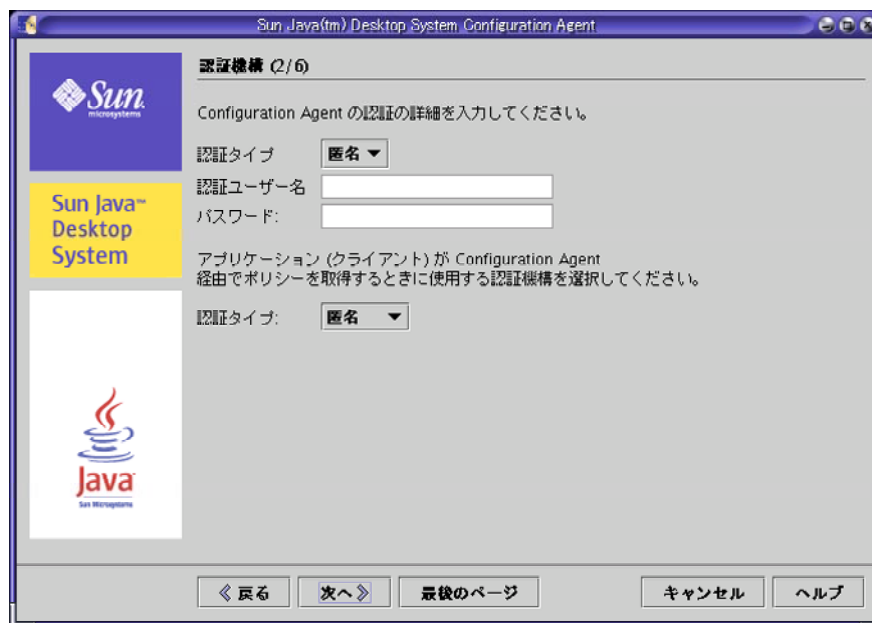 Sun Java(tm) Desktop System Configuration Agent
Sun
microsystems
Sun Java™
Desktop
System
Java
Sun Microsystems
認証機構 (2/6)
Configuration Agent の認証の詳細を入力してください。
認証タイプ 匿名
認証ユーザー名
パスワード:
アプリケーション (クライアント) が Configuration Agent
経由でポリシーを取得するときに使用する認証機構を選択してください。
認証タイプ: 匿名
戻る 次へ 最後のページ キャンセル ヘルプ